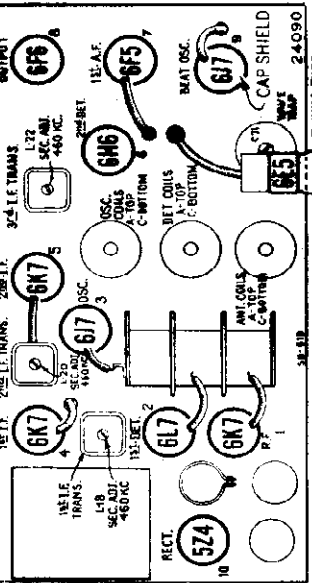 OUTPUT
6F6
8
3rd I.F. TRANS.
L-22
SEC. ADJ.
460 KC.
1st A.F.
7
6F5
2nd DET.
6H6
6
BEAT OSC.
9
6J7
CAP SHIELD
24090
WAVE TRAP
6E5
OSC. COILS
A-TOP
C-BOTTOM
DET COILS
A-TOP
C-BOTTOM
ANT. COILS
A-TOP
C-BOTTOM
2nd I.F.
6K7
5
2nd I.F. TRANS.
L-20
SEC. ADJ.
460 KC
OSC.
6J7
3
1st I.F.
6K7
4
1st I.F.
TRANS.
L-18
SEC. ADJ.
460 KC
1st DET.
6L7
2
6K7
R.F. 1
RECT.
5Z4
10